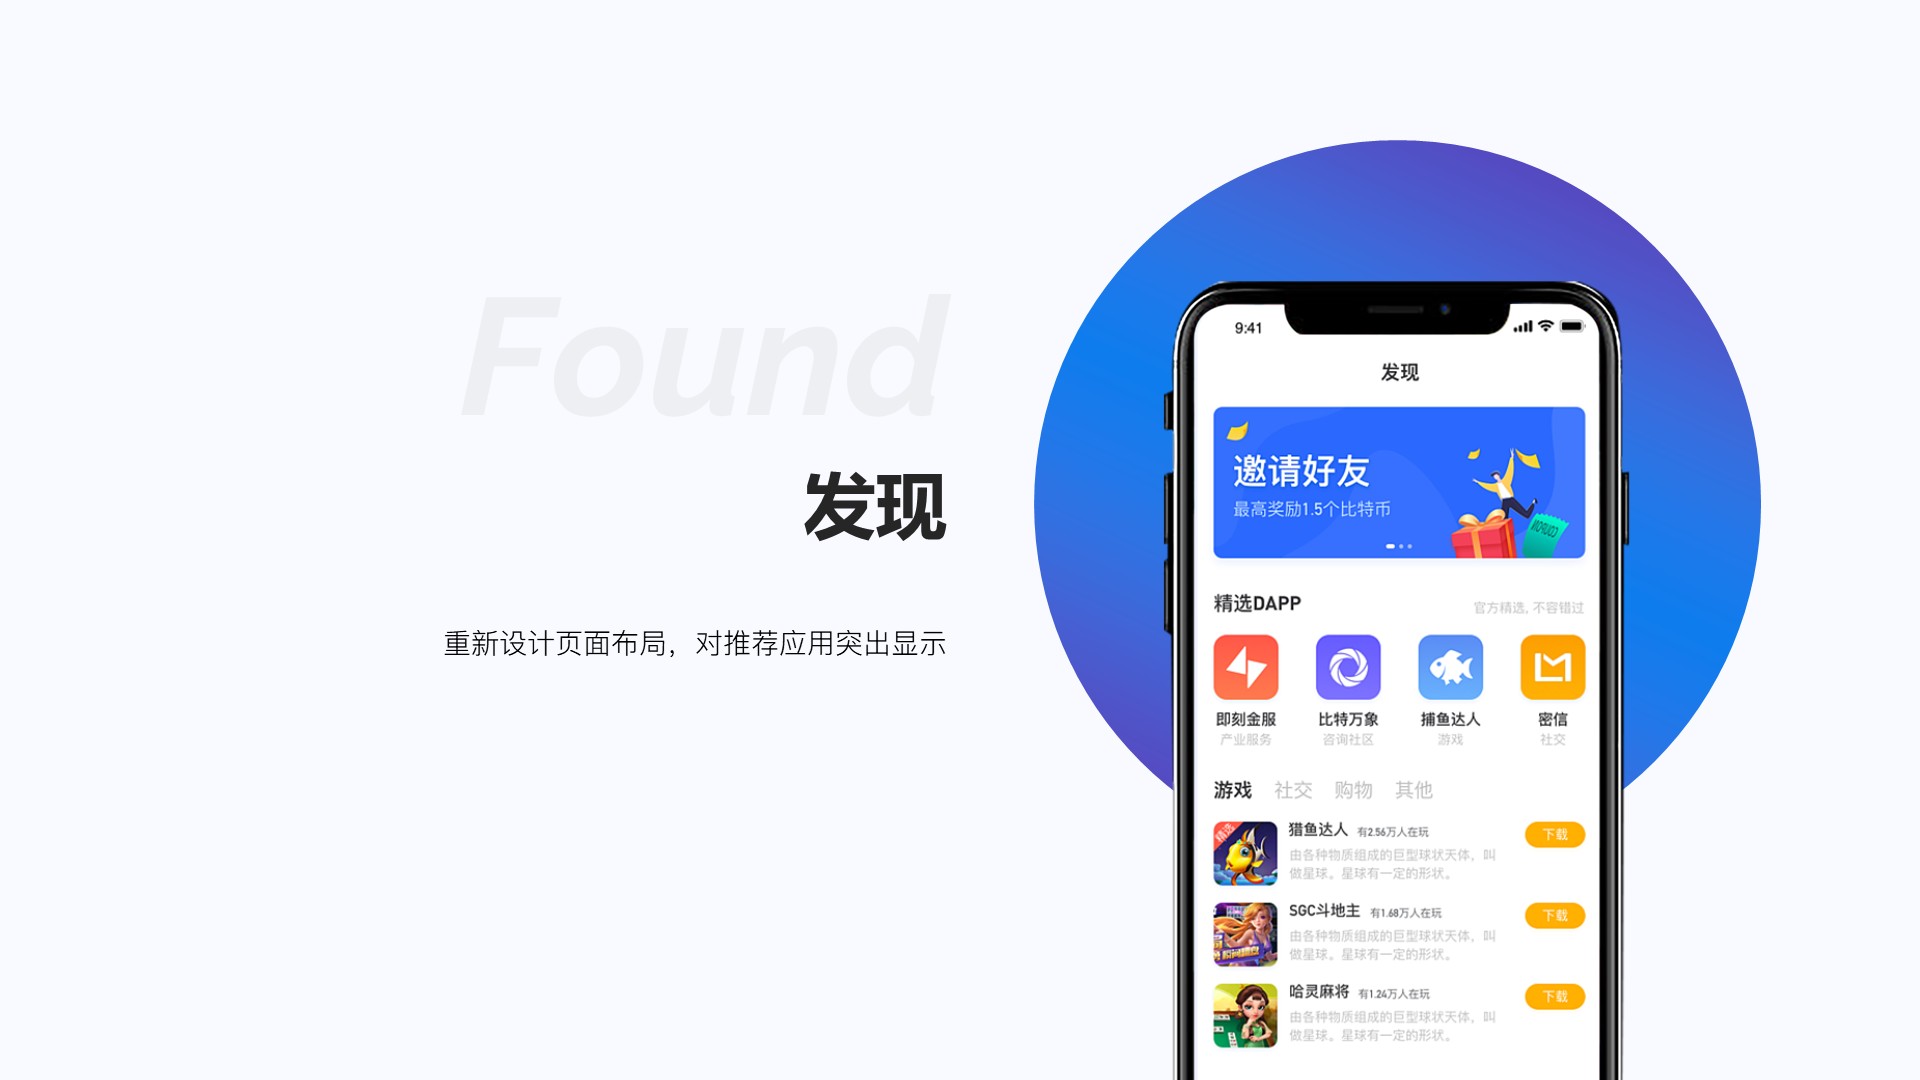 Found
发现
重新设计页面布局，对推荐应用突出显示
9:41
发现
邀请好友
最高奖励1.5个比特币
COUPON
精选DAPP
官方精选, 不容错过
即刻金服
比特万象
捕鱼达人
密信
产业服务
咨询社区
游戏
社交
游戏 社交 购物 其他
精选
猎鱼达人 有2.56万人在玩
下载
由各种物质组成的巨型球状天体，叫
做星球。星球有一定的形状。
SGC斗地主 有1.68万人在玩
下载
由各种物质组成的巨型球状天体，叫
做星球。星球有一定的形状。
哈灵麻将 有1.24万人在玩
下载
由各种物质组成的巨型球状天体，叫
做星球。星球有一定的形状。